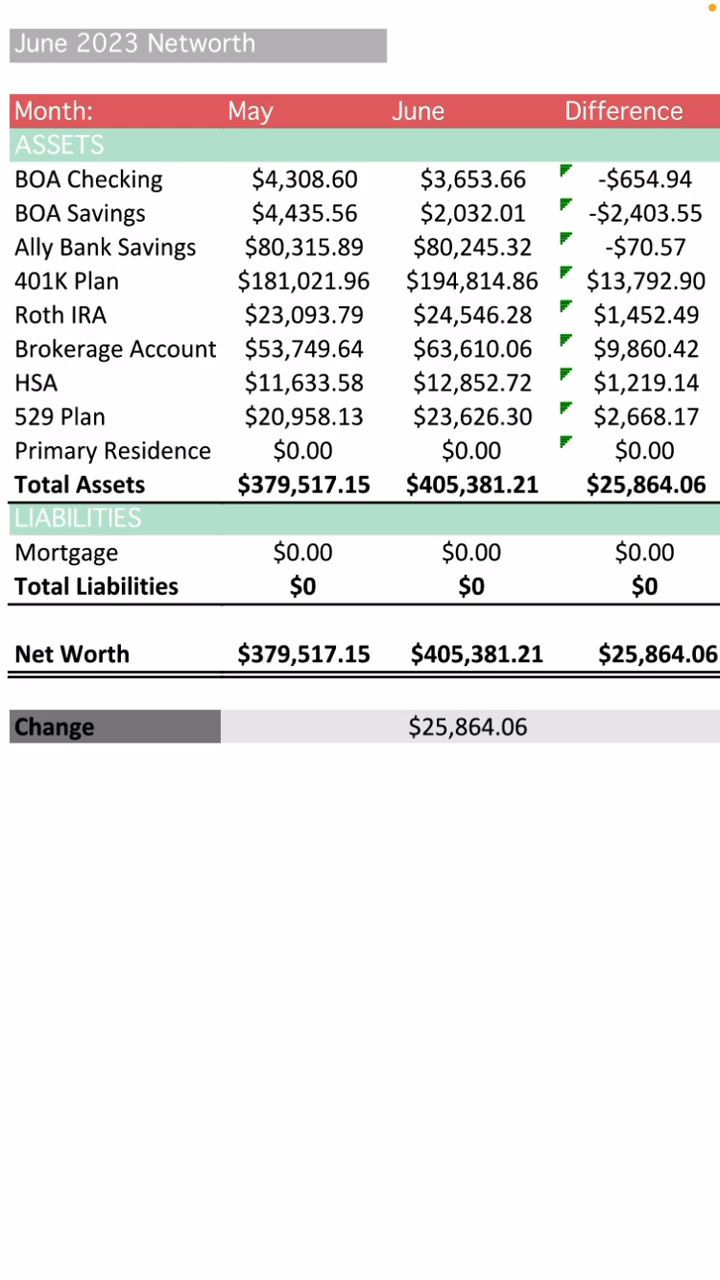 June 2023 Networth
Month: May June Difference
ASSETS
BOA Checking $4,308.60 $3,653.66 -$654.94
BOA Savings $4,435.56 $2,032.01 -$2,403.55
Ally Bank Savings $80,315.89 $80,245.32 -$70.57
401K Plan $181,021.96 $194,814.86 $13,792.90
Roth IRA $23,093.79 $24,546.28 $1,452.49
Brokerage Account $53,749.64 $63,610.06 $9,860.42
HSA $11,633.58 $12,852.72 $1,219.14
529 Plan $20,958.13 $23,626.30 $2,668.17
Primary Residence $0.00 $0.00 $0.00
Total Assets $379,517.15 $405,381.21 $25,864.06
LIABILITIES
Mortgage $0.00 $0.00 $0.00
Total Liabilities $0 $0 $0
Net Worth $379,517.15 $405,381.21 $25,864.06
Change $25,864.06